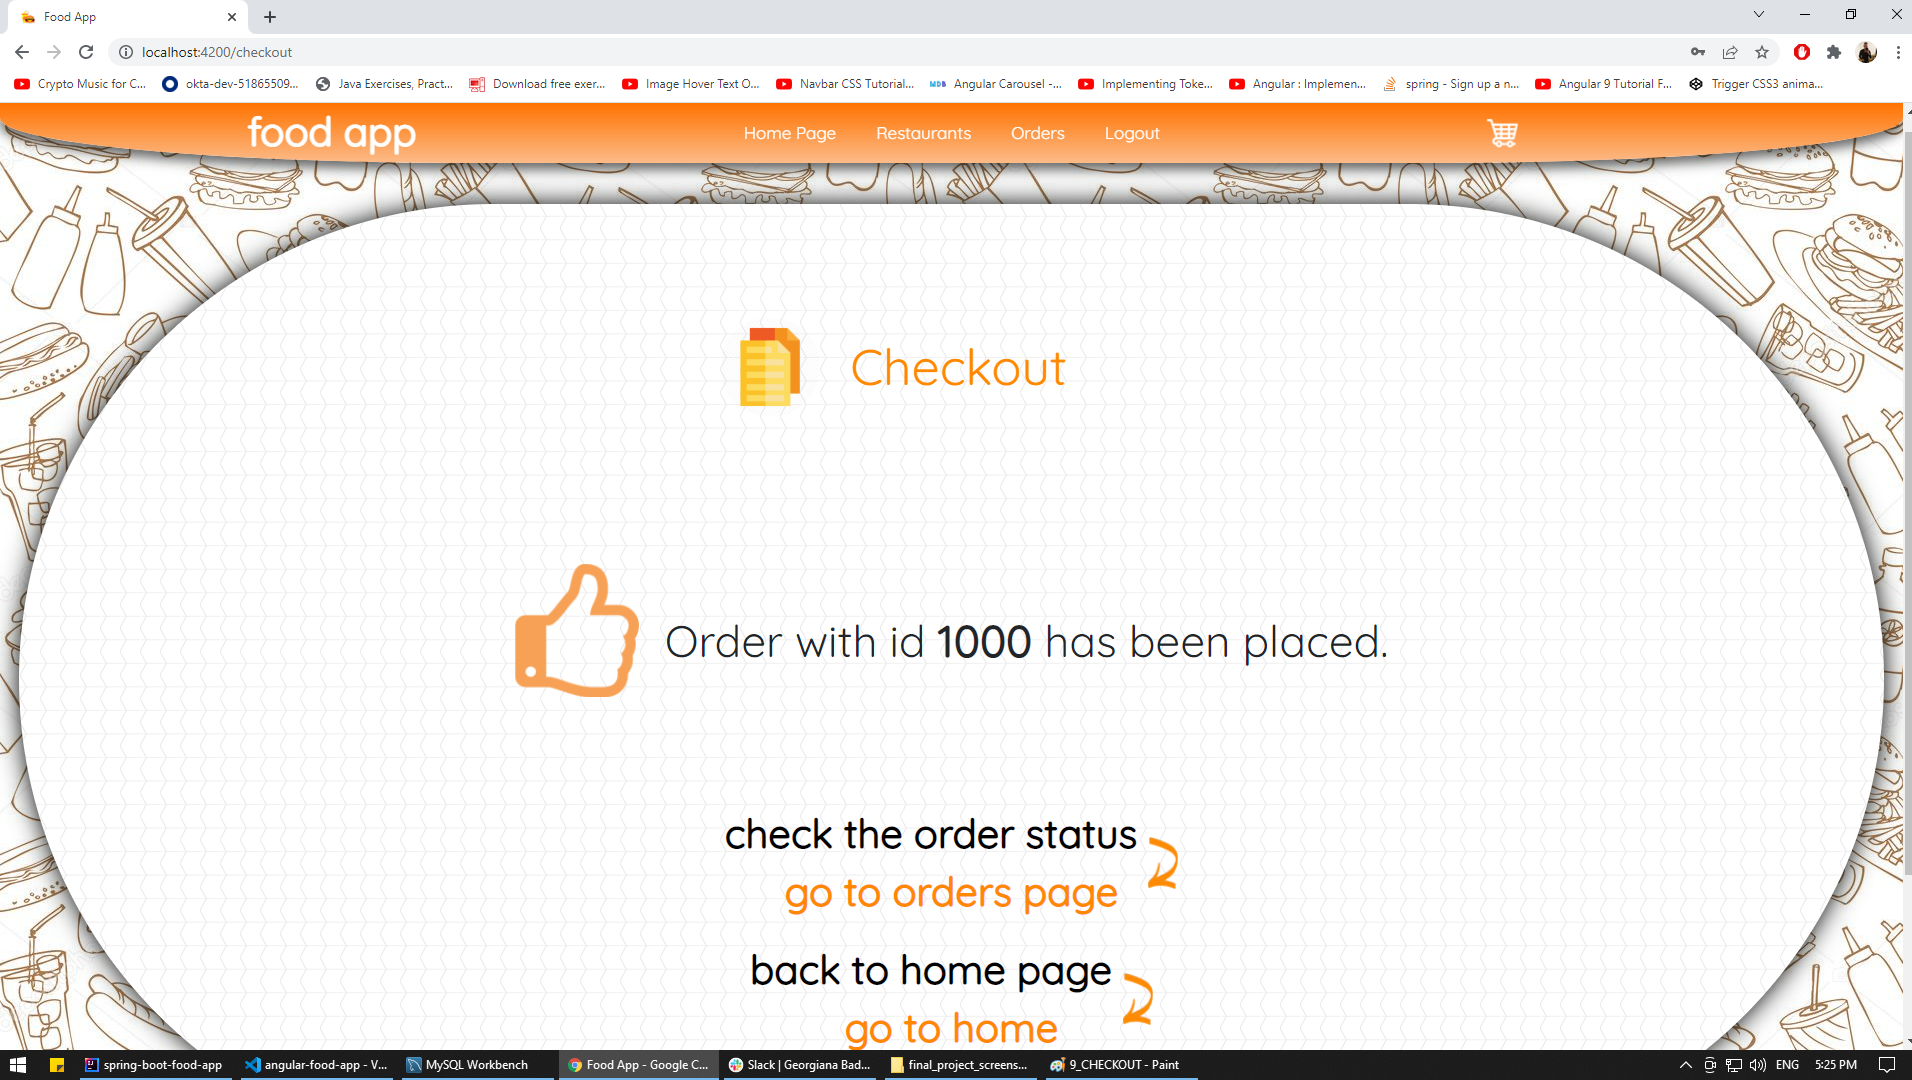 Food App
localhost:4200/checkout
Crypto Music for C...
okta-dev-51865509...
Java Exercises, Pract...
Download free exer...
Image Hover Text O...
Navbar CSS Tutorial...
MDB
Angular Carousel -...
Implementing Toke...
Angular : Implemen...
spring - Sign up a n...
Angular 9 Tutorial F...
Trigger CSS3 anima...
food app
Home Page
Restaurants
Orders
Logout
Checkout
Order with id 1000 has been placed.
check the order status
go to orders page
back to home page
go to home
spring-boot-food-app
angular-food-app - V...
MySQL Workbench
Food App - Google C...
Slack | Georgiana Bad...
final_project_screens...
9_CHECKOUT - Paint
ENG
5:25 PM